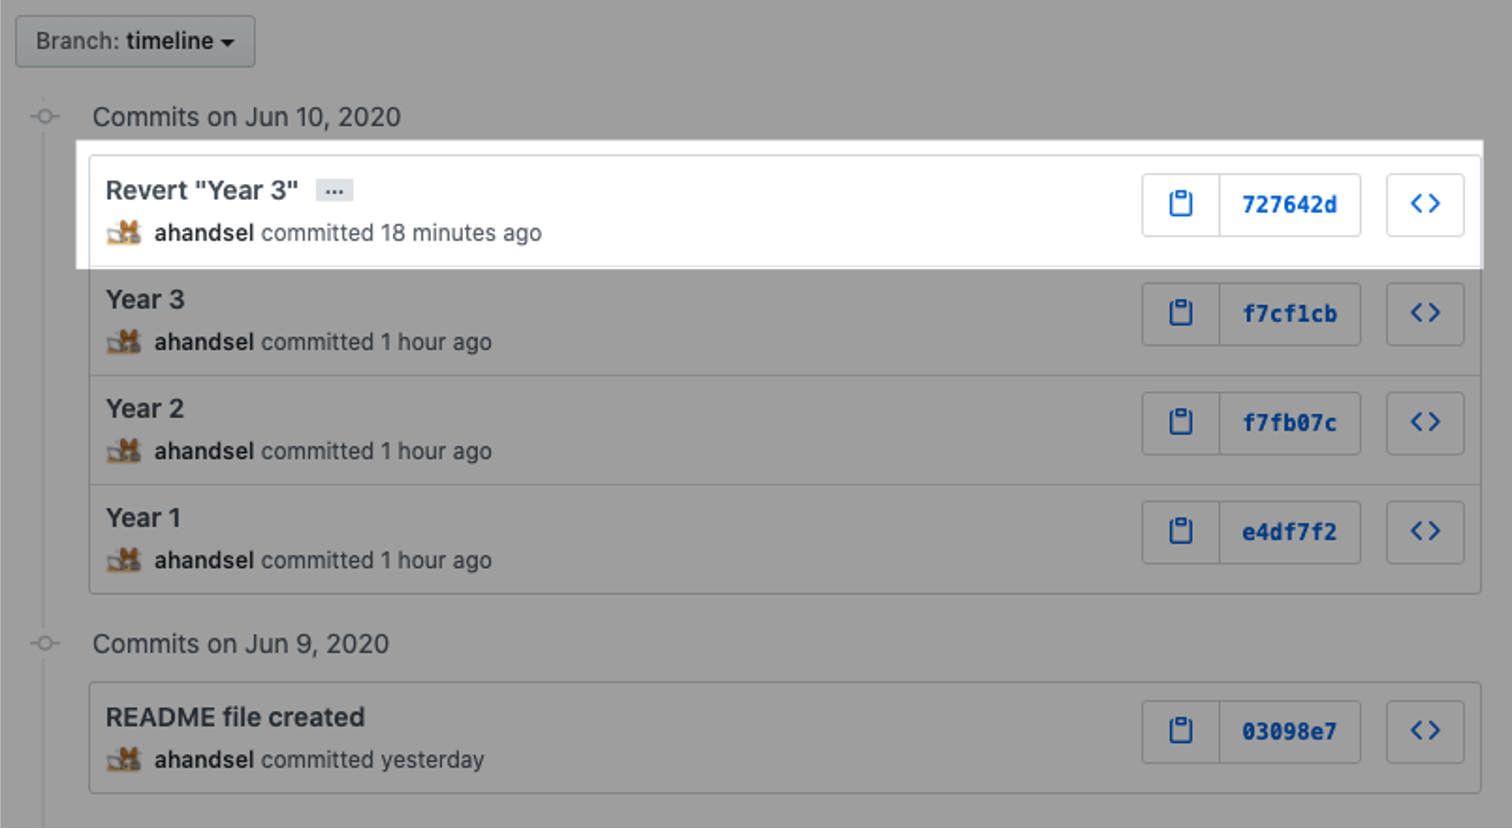 Branch: timeline
Commits on Jun 10, 2020
Revert "Year 3" ...
727642d
ahandsel committed 18 minutes ago
Year 3
f7cf1cb
ahandsel committed 1 hour ago
Year 2
f7fb07c
ahandsel committed 1 hour ago
Year 1
e4df7f2
ahandsel committed 1 hour ago
Commits on Jun 9, 2020
README file created
03098e7
ahandsel committed yesterday